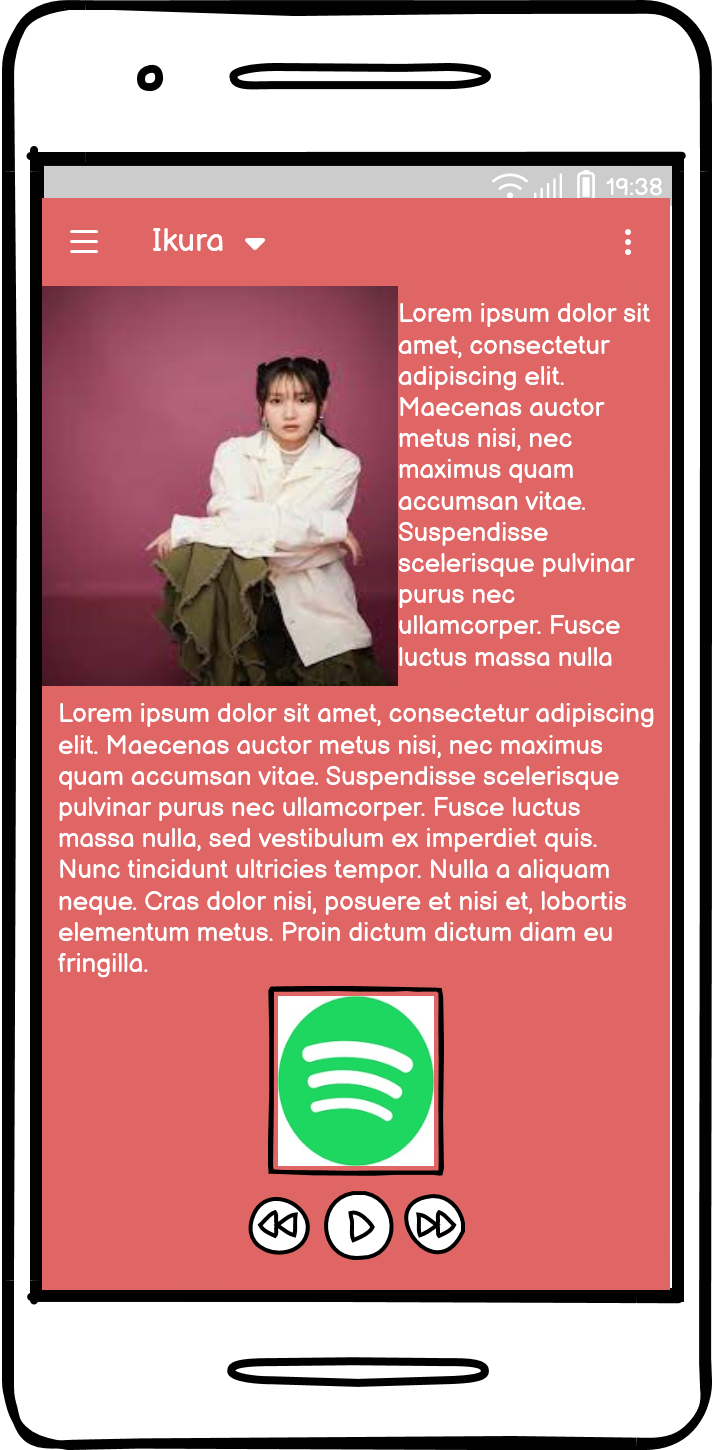 19:38
Ikura
Lorem ipsum dolor sit
amet, consectetur
adipiscing elit.
Maecenas auctor
metus nisi, nec
maximus quam
accumsan vitae.
Suspendisse
scelerisque pulvinar
purus nec
ullamcorper. Fusce
luctus massa nulla
Lorem ipsum dolor sit amet, consectetur adipiscing
elit. Maecenas auctor metus nisi, nec maximus
quam accumsan vitae. Suspendisse scelerisque
pulvinar purus nec ullamcorper. Fusce luctus
massa nulla, sed vestibulum ex imperdiet quis.
Nunc tincidunt ultricies tempor. Nulla a aliquam
neque. Cras dolor nisi, posuere et nisi et, lobortis
elementum metus. Proin dictum dictum diam eu
fringilla.